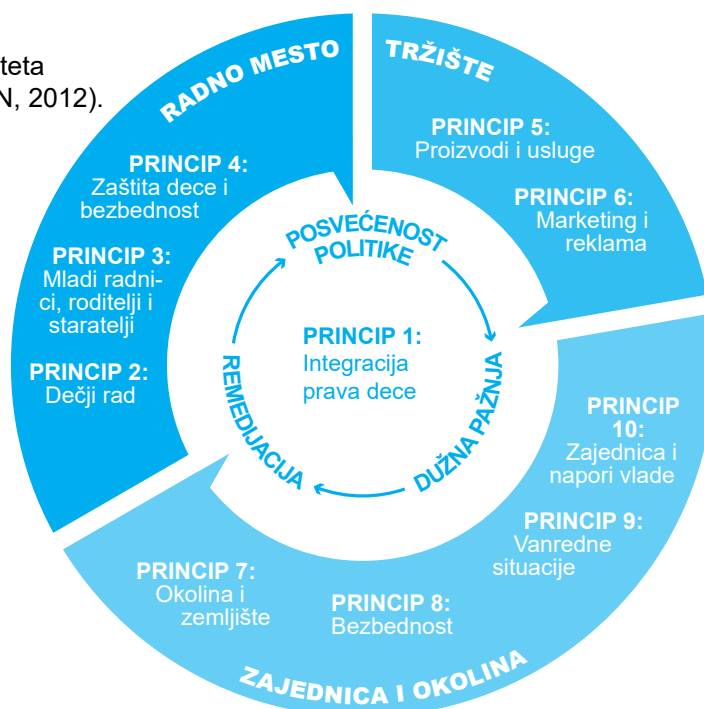 teta
N, 2012).
RADNO MESTO
PRINCIP 4:
Zaštita dece i
bezbednost
PRINCIP 3:
Mladi radni-
ci, roditelji i
staratelji
PRINCIP 2:
Dečji rad
TRŽIŠTE
PRINCIP 5:
Proizvodi i usluge
PRINCIP 6:
Marketing i
reklama
POSVEĆENOST
POLITIKE
PRINCIP 1:
Integracija
prava dece
DUŽNA PAŽNJA
REMEDIJACIJA
PRINCIP
10:
Zajednica i
napori vlade
PRINCIP 9:
Vanredne
situacije
PRINCIP 8:
Bezbednost
PRINCIP 7:
Okolina i
zemljište
ZAJEDNICA I OKOLINA